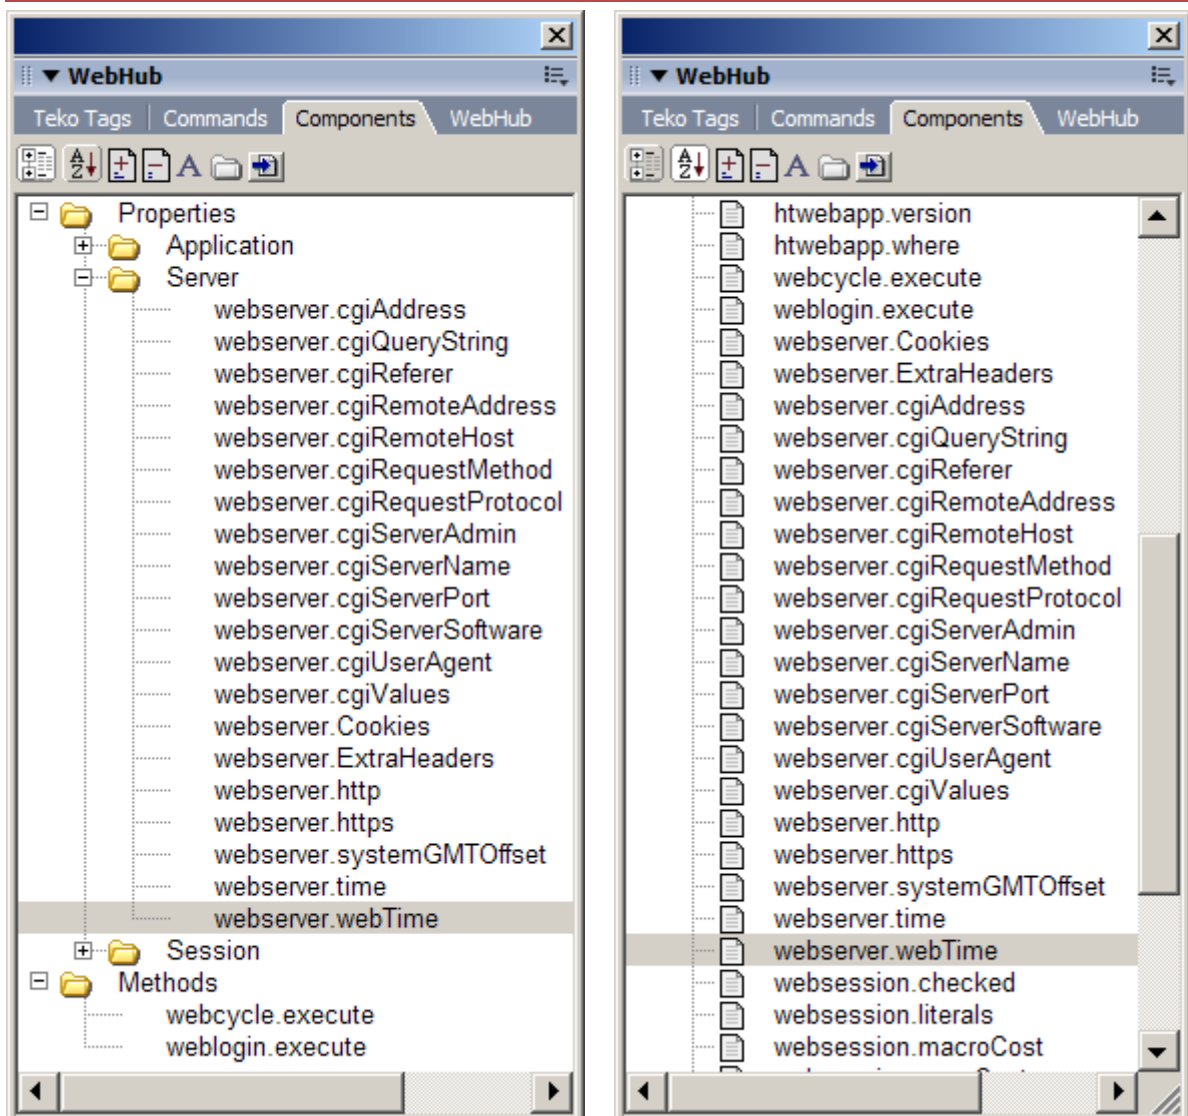 WebHub
Teko Tags Commands Components WebHub
A Z A
Properties
Application
Server
webserver.cgiAddress
webserver.cgiQueryString
webserver.cgiReferer
webserver.cgiRemoteAddress
webserver.cgiRemoteHost
webserver.cgiRequestMethod
webserver.cgiRequestProtocol
webserver.cgiServerAdmin
webserver.cgiServerName
webserver.cgiServerPort
webserver.cgiServerSoftware
webserver.cgiUserAgent
webserver.cgiValues
webserver.Cookies
webserver.ExtraHeaders
webserver.http
webserver.https
webserver.systemGMTOffset
webserver.time
webserver.webTime
Session
Methods
webcycle.execute
weblogin.execute
WebHub
Teko Tags Commands Components WebHub
A Z A
htwebapp.version
htwebapp.where
webcycle.execute
weblogin.execute
webserver.Cookies
webserver.ExtraHeaders
webserver.cgiAddress
webserver.cgiQueryString
webserver.cgiReferer
webserver.cgiRemoteAddress
webserver.cgiRemoteHost
webserver.cgiRequestMethod
webserver.cgiRequestProtocol
webserver.cgiServerAdmin
webserver.cgiServerName
webserver.cgiServerPort
webserver.cgiServerSoftware
webserver.cgiUserAgent
webserver.cgiValues
webserver.http
webserver.https
webserver.systemGMTOffset
webserver.time
webserver.webTime
websession.checked
websession.literals
websession.macroCost